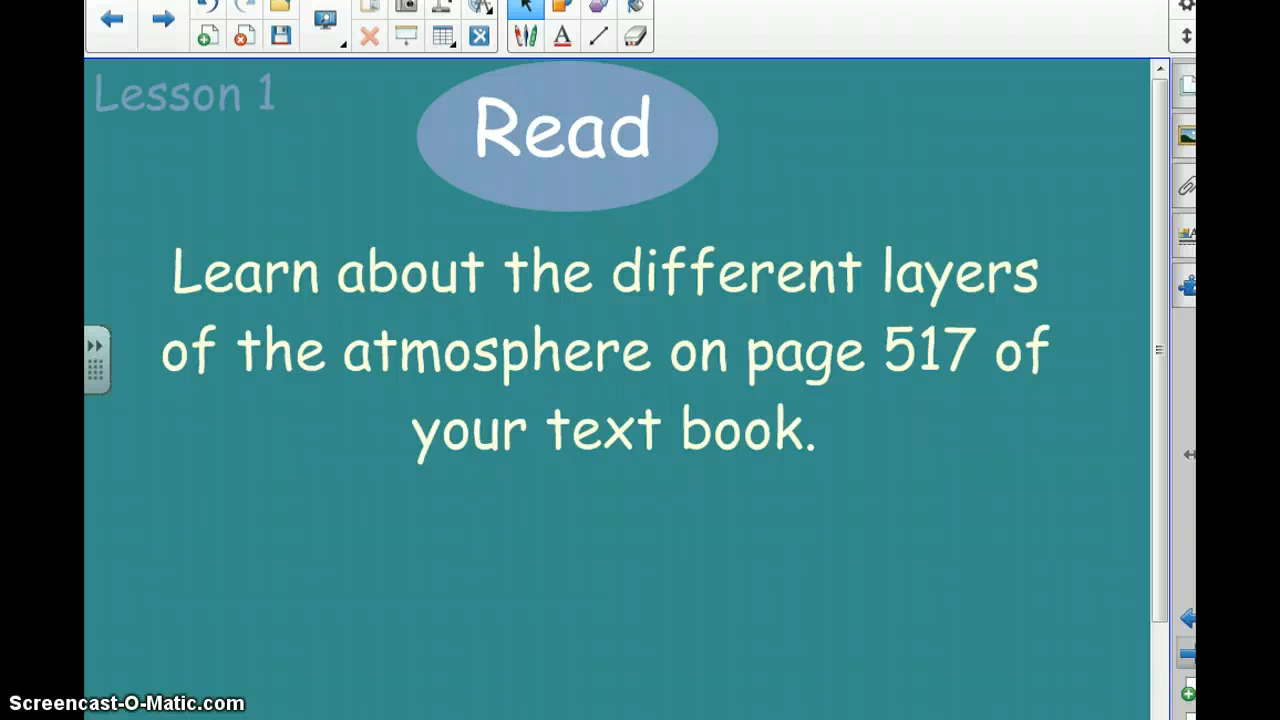 Lesson 1
Read
Learn about the different layers
of the atmosphere on page 517 of
your text book.
Screencast-O-Matic.com